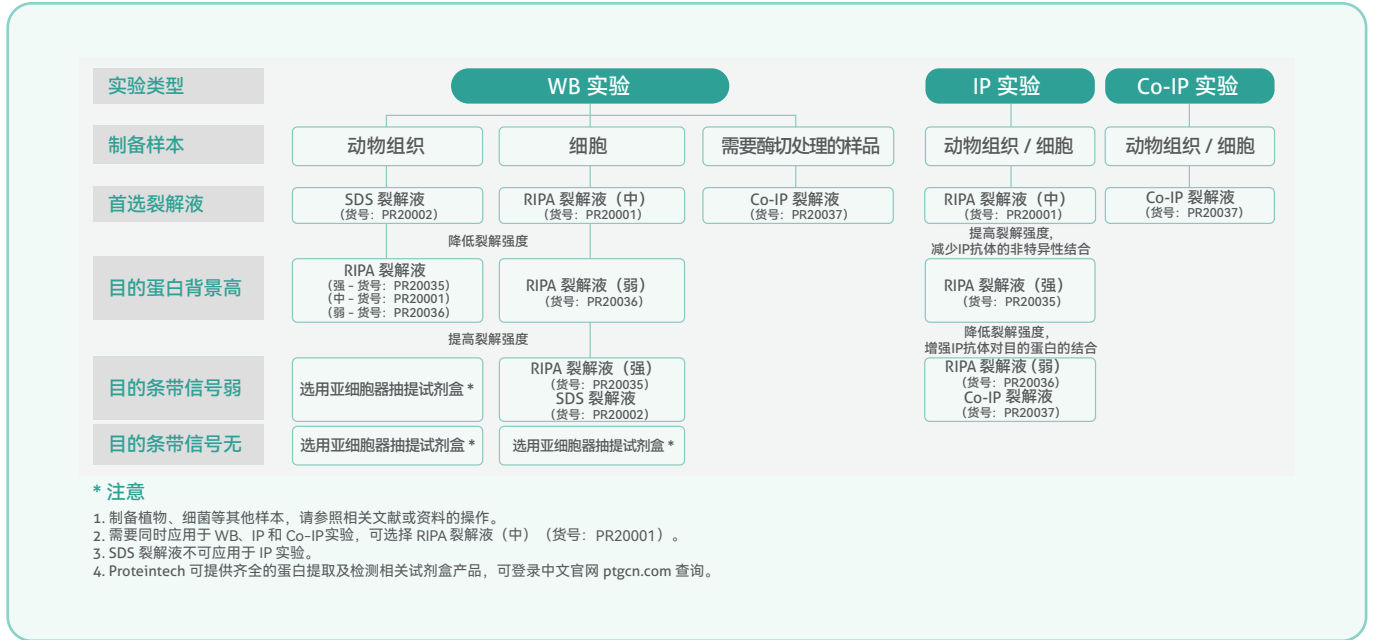 实验类型
WB 实验
IP 实验
Co-IP 实验
制备样本
动物组织
细胞
需要酶切处理的样品
动物组织 / 细胞
动物组织 / 细胞
首选裂解液
SDS 裂解液
(货号：PR20002)
RIPA 裂解液（中）
(货号：PR20001)
Co-IP 裂解液
(货号：PR20037)
RIPA 裂解液（中）
(货号：PR20001)
Co-IP 裂解液
(货号：PR20037)
降低裂解强度
提高裂解强度，
减少IP抗体的非特异性结合
目的蛋白背景高
RIPA 裂解液
(强 - 货号：PR20035)
(中 - 货号：PR20001)
(弱 - 货号：PR20036)
RIPA 裂解液（弱）
(货号：PR20036)
RIPA 裂解液（强）
(货号：PR20035)
提高裂解强度
降低裂解强度，
增强IP抗体对目的蛋白的结合
目的条带信号弱
选用亚细胞器抽提试剂盒 *
RIPA 裂解液（强）
(货号：PR20035)
SDS 裂解液
(货号：PR20002)
RIPA 裂解液（弱）
(货号：PR20036)
Co-IP 裂解液
(货号：PR20037)
目的条带信号无
选用亚细胞器抽提试剂盒 *
选用亚细胞器抽提试剂盒 *
* 注意
1. 制备植物、细菌等其他样本，请参照相关文献或资料的操作。
2. 需要同时应用于 WB、IP 和 Co-IP实验，可选择 RIPA 裂解液（中）（货号：PR20001）。
3. SDS 裂解液不可应用于 IP 实验。
4. Proteintech 可提供齐全的蛋白提取及检测相关试剂盒产品，可登录中文官网 ptgcn.com 查询。